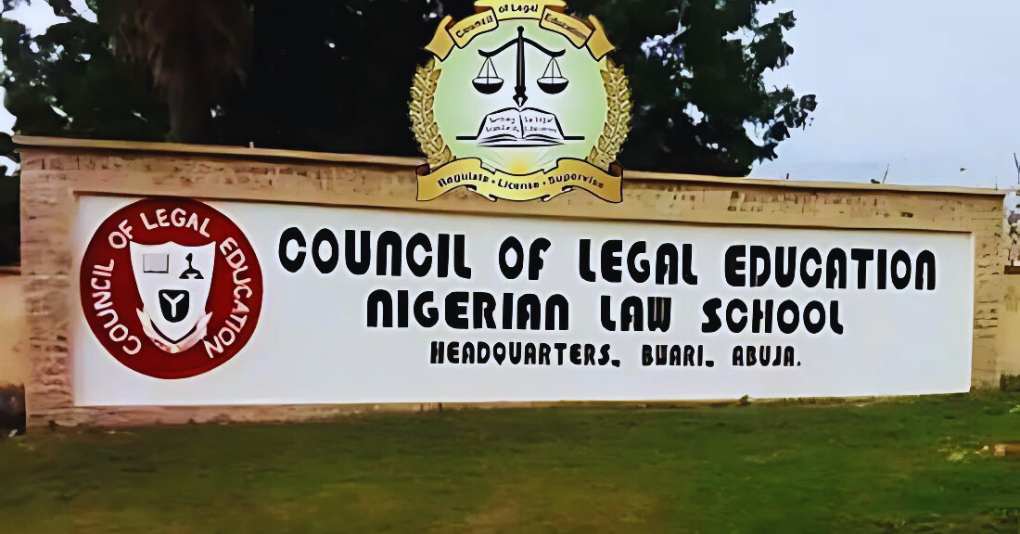 Council of Legal Education
Regulate • License • Supervise
COUNCIL OF LEGAL EDUCATION
COUNCIL OF LEGAL EDUCATION
NIGERIAN LAW SCHOOL
HEADQUARTERS, BWARI, ABUJA.